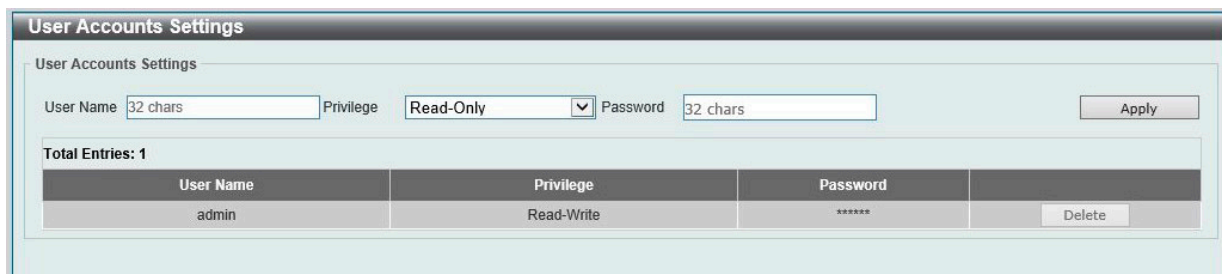 User Accounts Settings
User Accounts Settings
User Name 32 chars Privilege Read-Only Password 32 chars Apply
Total Entries: 1
User Name Privilege Password
admin Read-Write ****** Delete